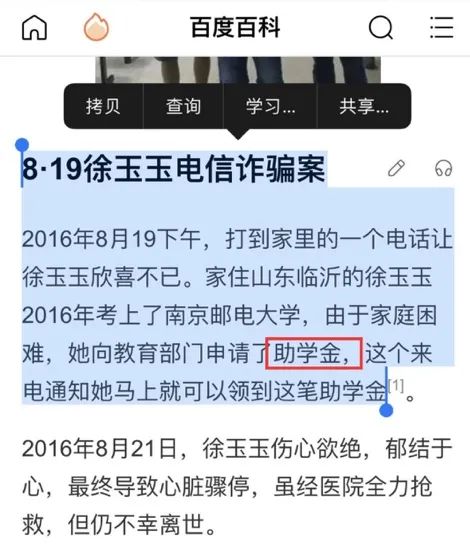 百度百科
拷贝 查询 学习... 共享...
8·19徐玉玉电信诈骗案
2016年8月19下午，打到家里的一个电话让
徐玉玉欣喜不已。家住山东临沂的徐玉玉
2016年考上了南京邮电大学，由于家庭困
难，她向教育部门申请了助学金，这个来
电通知她马上就可以领到这笔助学金[1]。
2016年8月21日，徐玉玉伤心欲绝，郁结于
心，最终导致心脏骤停，虽经医院全力抢
救，但仍不幸离世。